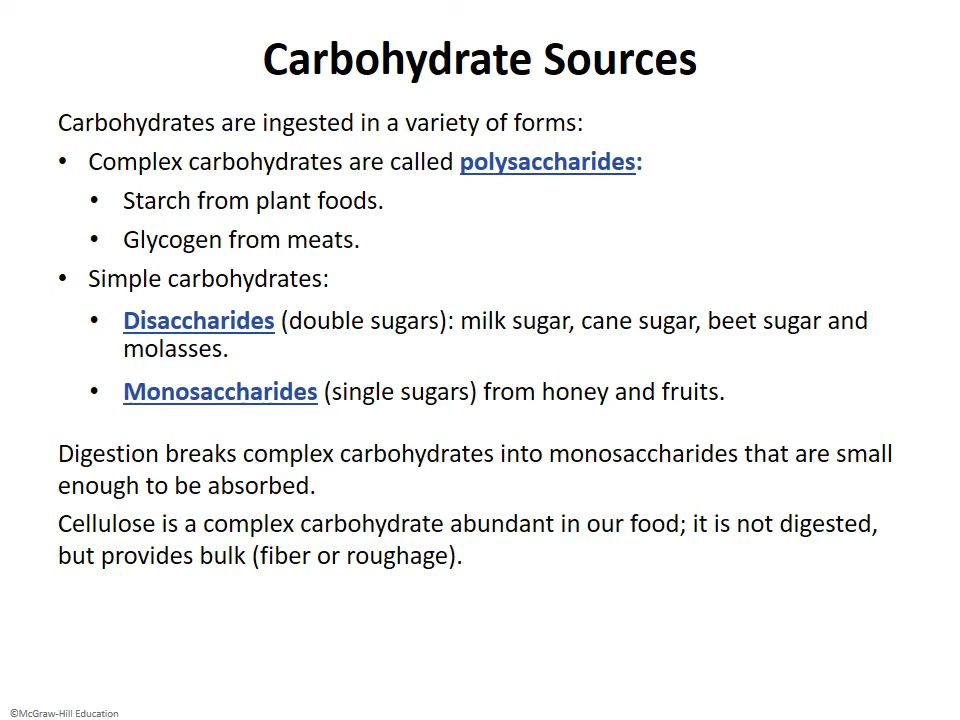 Carbohydrate Sources
Carbohydrates are ingested in a variety of forms:
• Complex carbohydrates are called polysaccharides:
• Starch from plant foods.
• Glycogen from meats.
• Simple carbohydrates:
• Disaccharides (double sugars): milk sugar, cane sugar, beet sugar and
molasses.
• Monosaccharides (single sugars) from honey and fruits.
Digestion breaks complex carbohydrates into monosaccharides that are small
enough to be absorbed.
Cellulose is a complex carbohydrate abundant in our food; it is not digested,
but provides bulk (fiber or roughage).
©McGraw-Hill Education